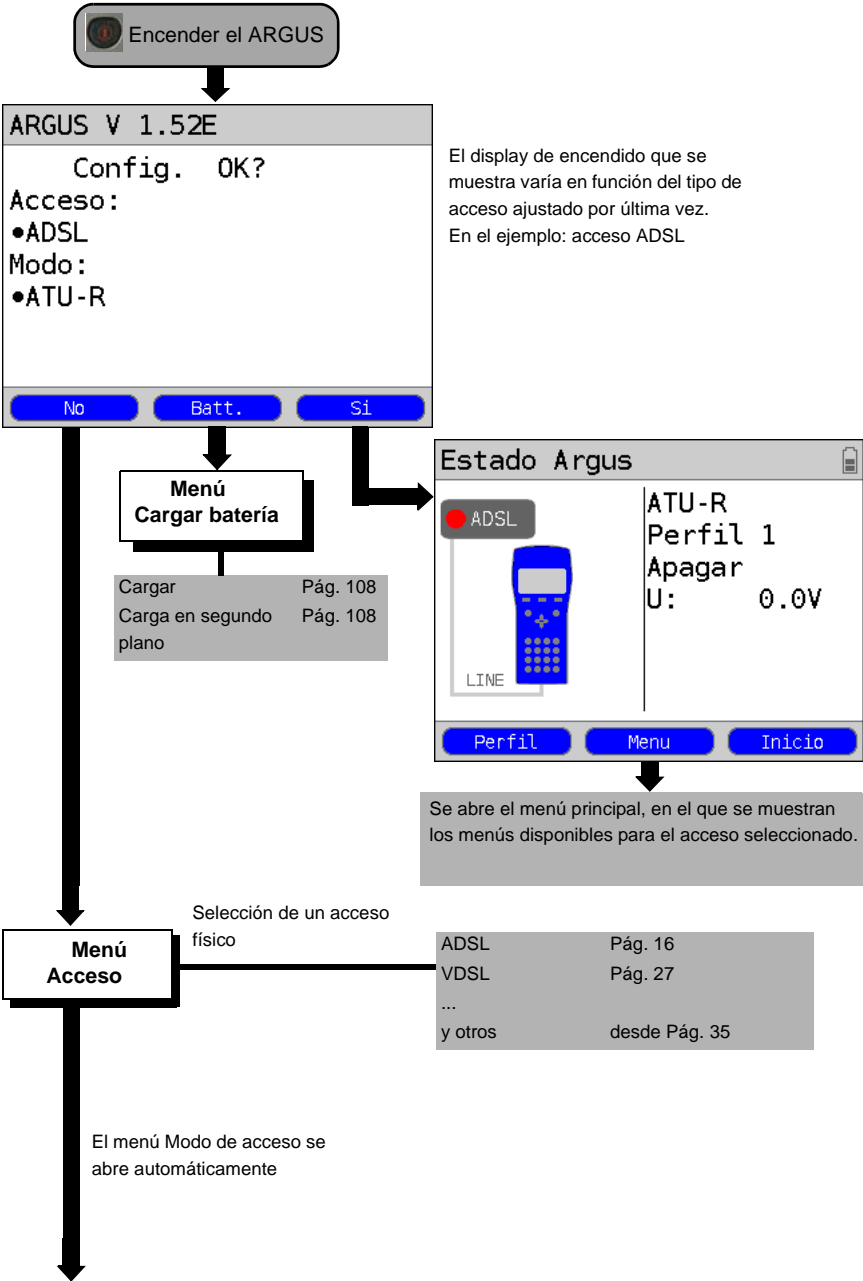 Encender el ARGUS
ARGUS V 1.52E
Config. OK?
Acceso:
•ADSL
Modo:
•ATU-R
No Batt. Si
El display de encendido que se
muestra varía en función del tipo de
acceso ajustado por última vez.
En el ejemplo: acceso ADSL
Menú
Cargar batería
Cargar Pág. 108
Carga en segundo Pág. 108
plano
Estado Argus
ADSL
LINE
ATU-R
Perfil 1
Apagar
U: 0.0V
Perfil Menu Inicio
Se abre el menú principal, en el que se muestran
los menús disponibles para el acceso seleccionado.
Menú
Acceso
Selección de un acceso
físico
ADSL Pág. 16
VDSL Pág. 27
...
y otros desde Pág. 35
El menú Modo de acceso se
abre automáticamente